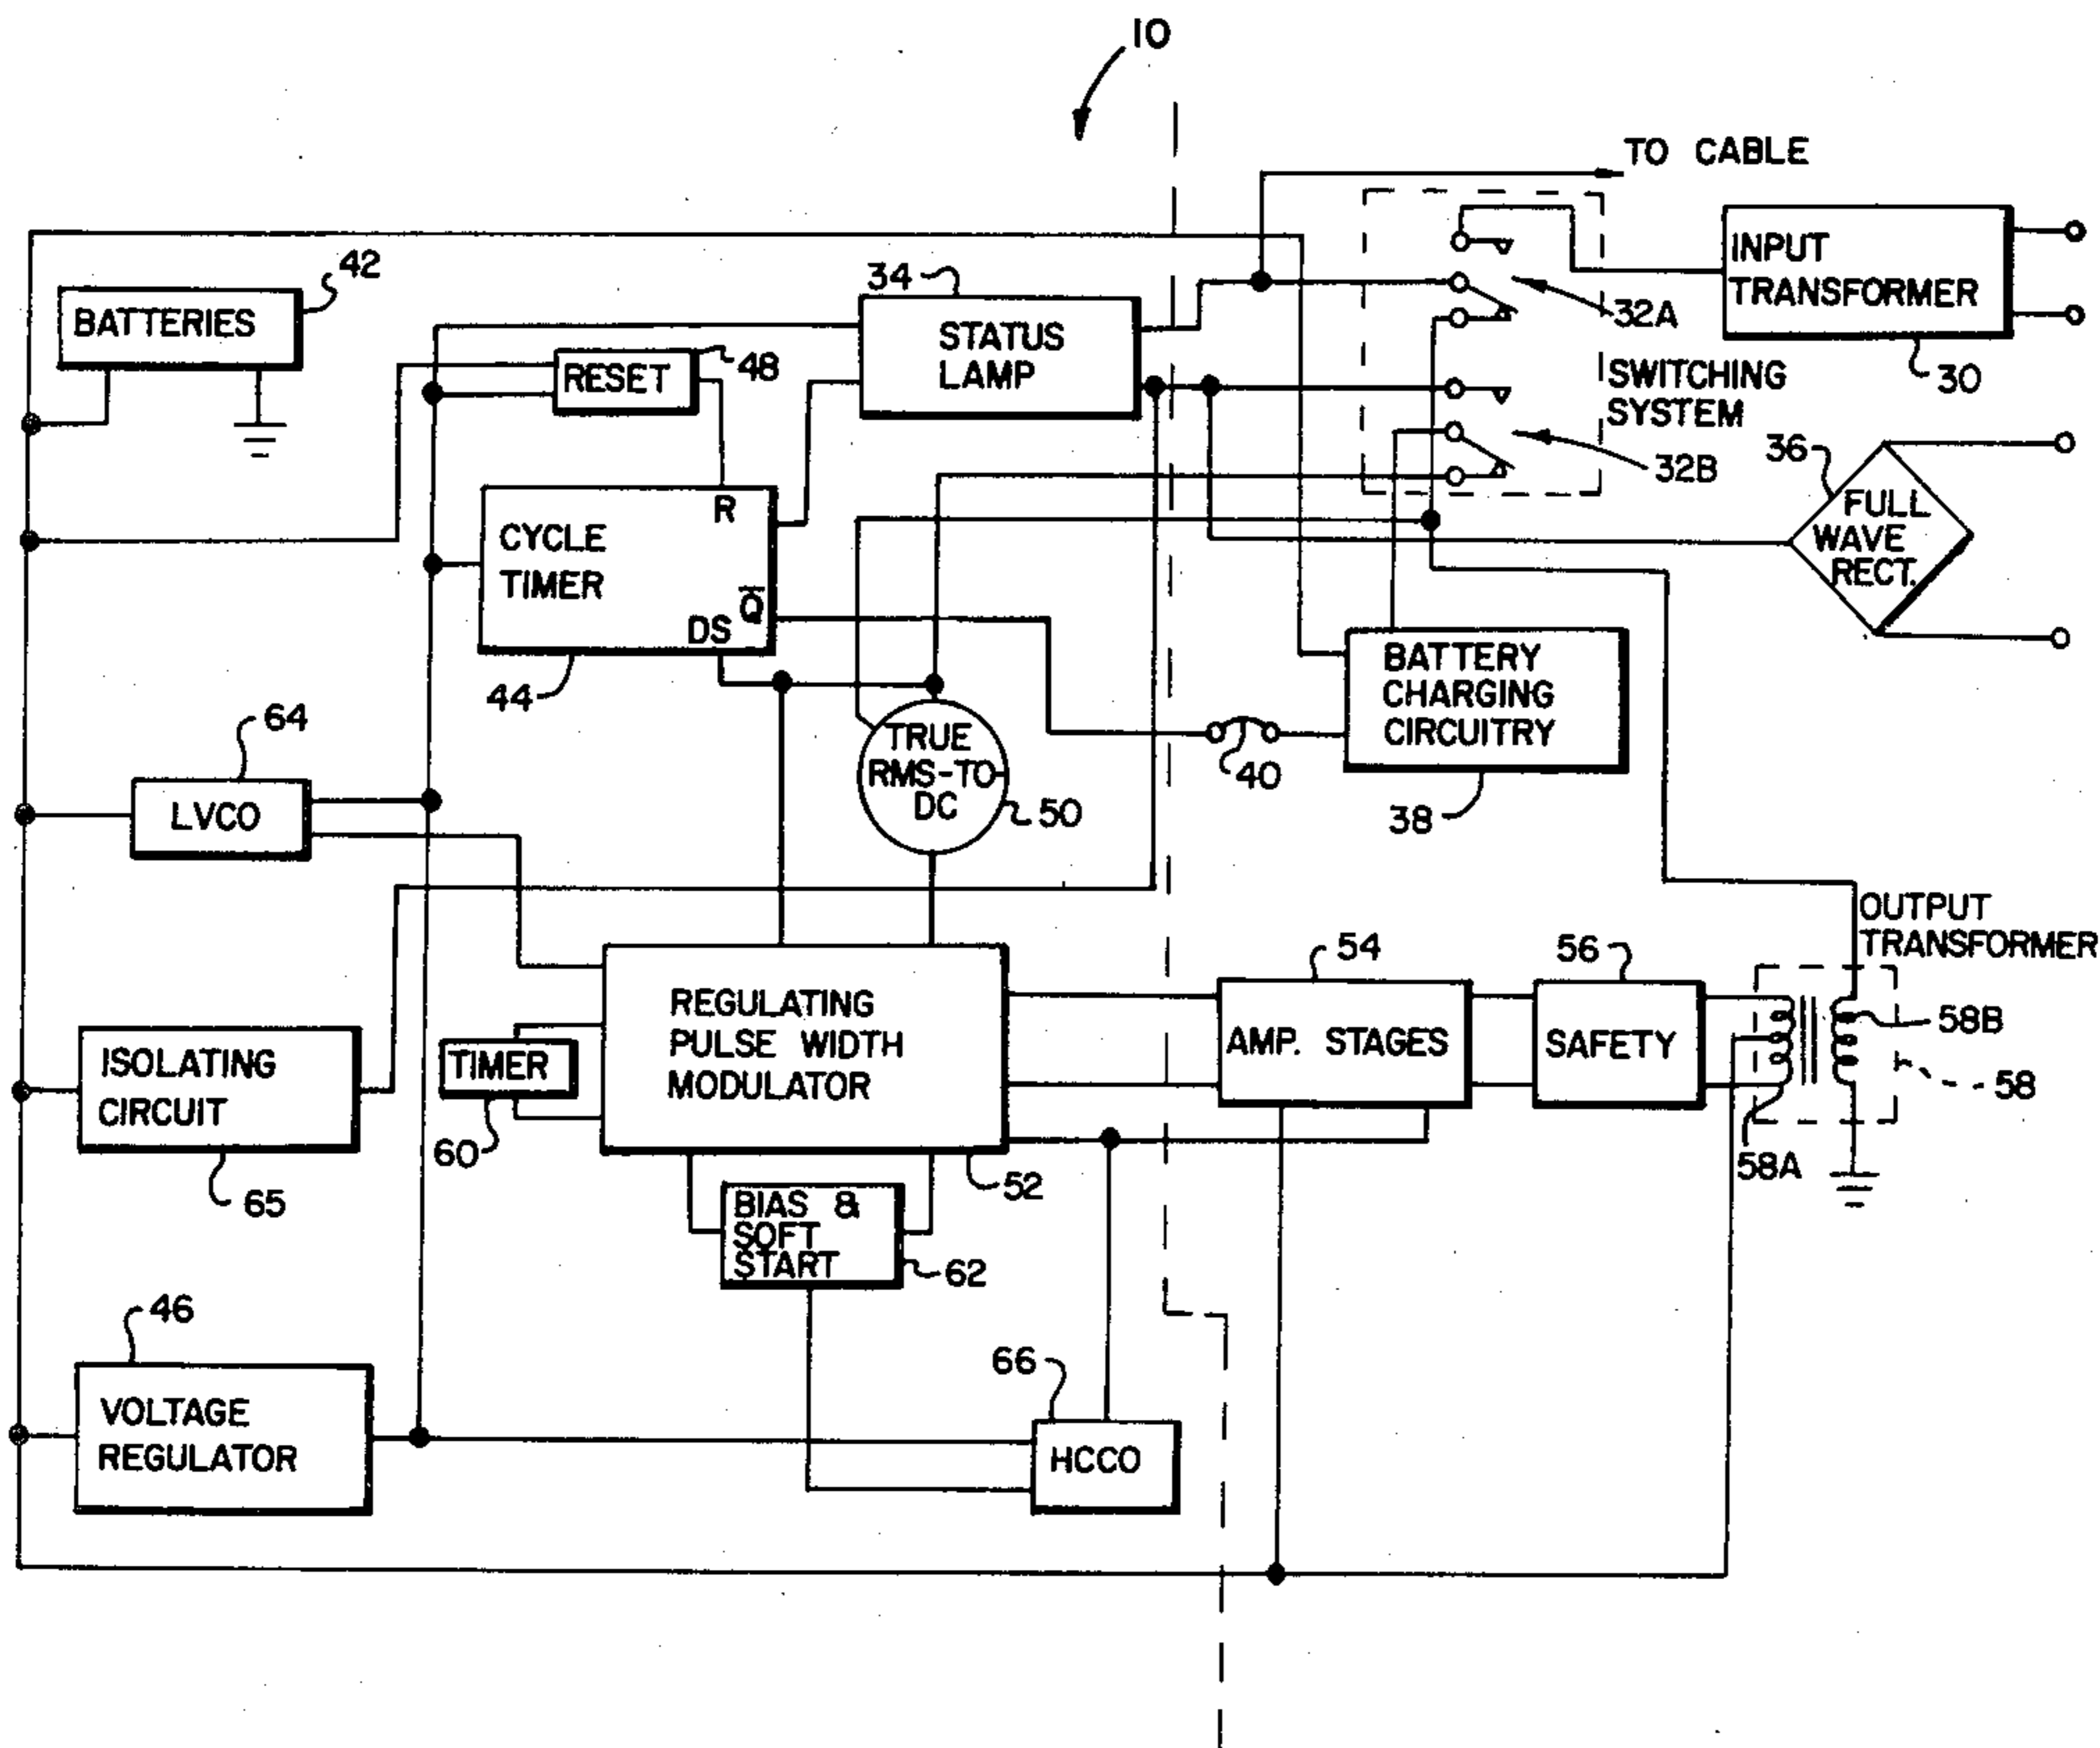 10
TO CABLE
INPUT
TRANSFORMER
30
32A
SWITCHING
SYSTEM
32B
BATTERIES
42
34
STATUS
LAMP
RESET
48
36
FULL
WAVE
RECT.
CYCLE
TIMER
R
Q̅
DS
44
TRUE
RMS-TO-
DC
50
40
BATTERY
CHARGING
CIRCUITRY
38
64
LVCO
OUTPUT
TRANSFORMER
58B
58
58A
54
AMP. STAGES
56
SAFETY
REGULATING
PULSE WIDTH
MODULATOR
52
TIMER
60
ISOLATING
CIRCUIT
65
BIAS &
SOFT
START
62
46
VOLTAGE
REGULATOR
66
HCCO